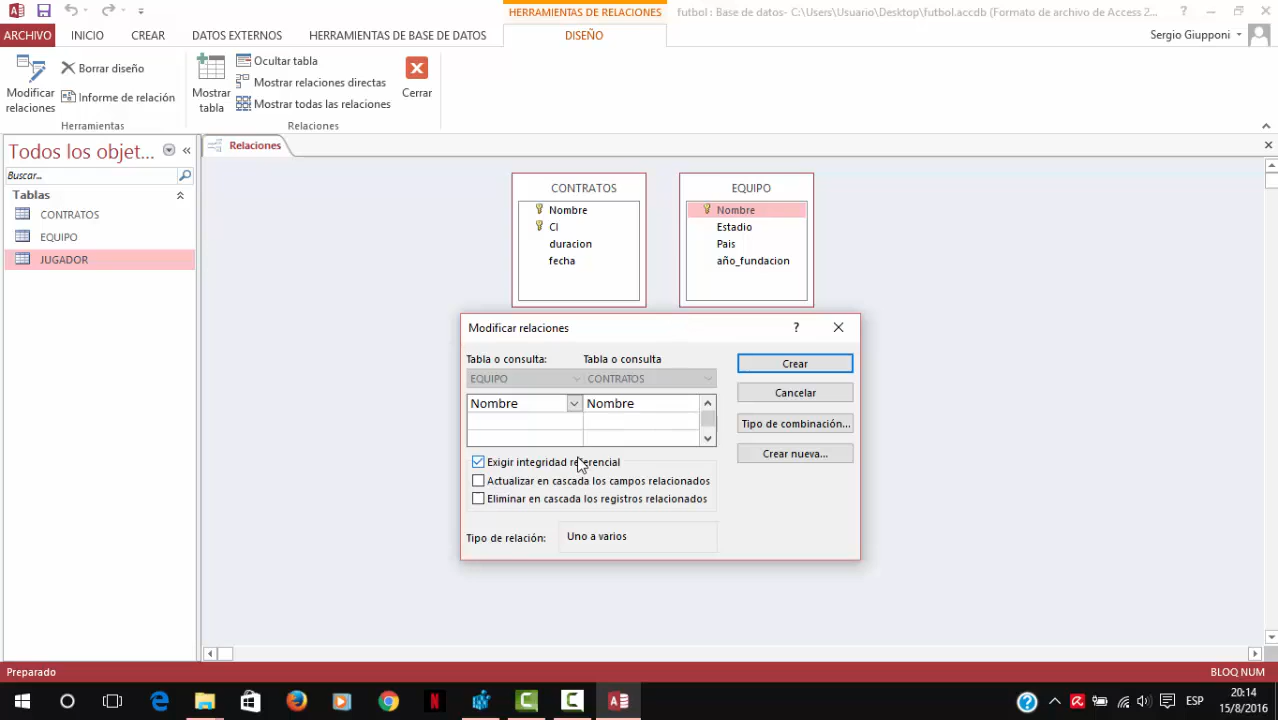 HERRAMIENTAS DE RELACIONES
futbol : Base de datos- C:\Users\Usuario\Desktop\futbol.accdb (Formato de archivo de Access 2...
ARCHIVO INICIO CREAR DATOS EXTERNOS HERRAMIENTAS DE BASE DE DATOS DISEÑO
Sergio Giupponi
Modificar relaciones
Borrar diseño
Informe de relación
Herramientas
Mostrar tabla
Ocultar tabla
Mostrar relaciones directas
Mostrar todas las relaciones
Cerrar
Relaciones
Todos los objet...
Buscar...
Tablas
CONTRATOS
EQUIPO
JUGADOR
Relaciones
CONTRATOS
Nombre
CI
duracion
fecha
EQUIPO
Nombre
Estadio
Pais
año_fundacion
Modificar relaciones
?
Tabla o consulta: Tabla o consulta
EQUIPO CONTRATOS
Nombre Nombre
Exigir integridad referencial
Actualizar en cascada los campos relacionados
Eliminar en cascada los registros relacionados
Tipo de relación: Uno a varios
Crear
Cancelar
Tipo de combinación...
Crear nueva...
Preparado
BLOQ NUM
ESP
20:14
15/8/2016